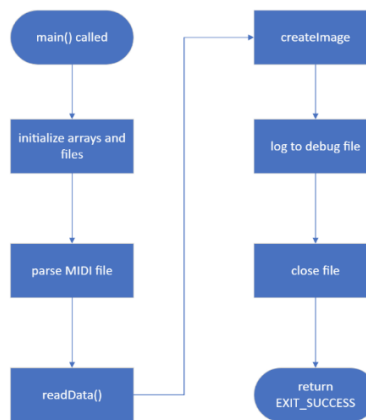 main() called
initialize arrays and
files
parse MIDI file
readData()
createImage
log to debug file
close file
return
EXIT_SUCCESS